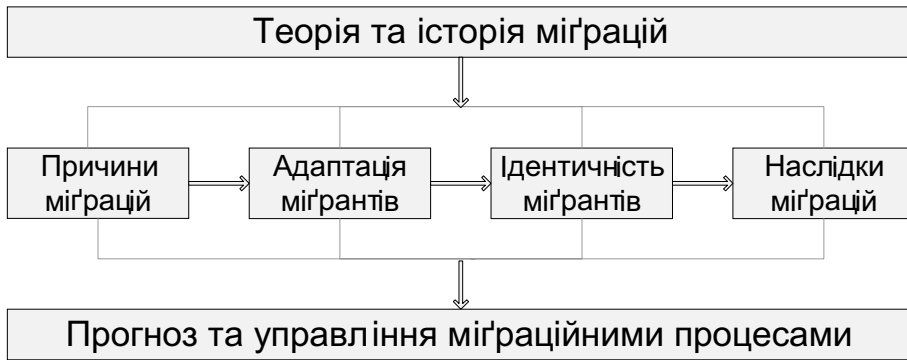 Теорія та історія міґрацій
Причини
міґрацій
Адаптація
міґрантів
Ідентичність
міґрантів
Наслідки
міґрацій
Прогноз та управління міґраційними процесами